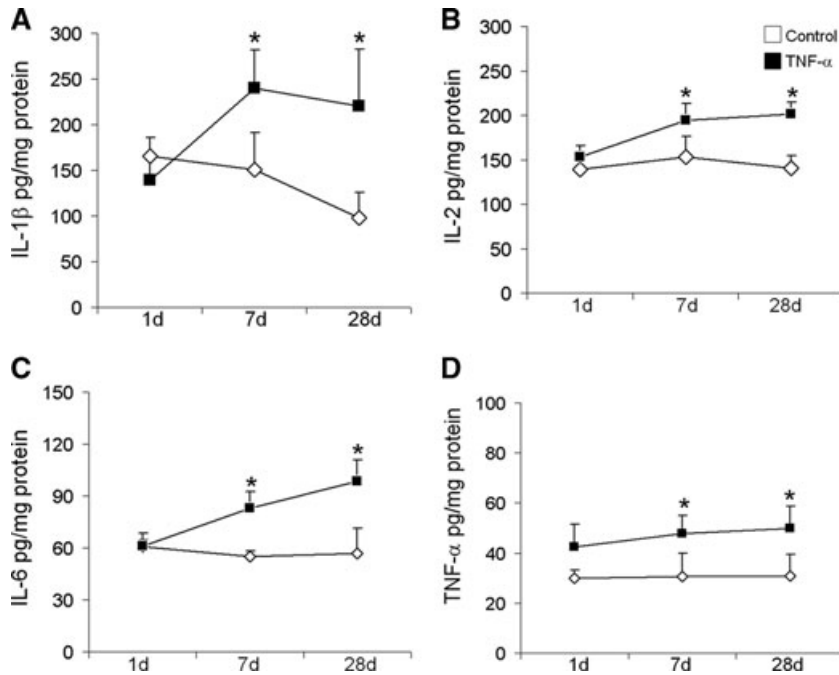 A
IL-1β pg/mg protein
300
250
200
150
100
50
0
* *
1d 7d 28d
B
Control
TNF-α
IL-2 pg/mg protein
300
250
200
150
100
50
0
* *
1d 7d 28d
C
IL-6 pg/mg protein
150
120
90
60
30
0
* *
1d 7d 28d
D
TNF-α pg/mg protein
100
80
60
40
20
0
* *
1d 7d 28d